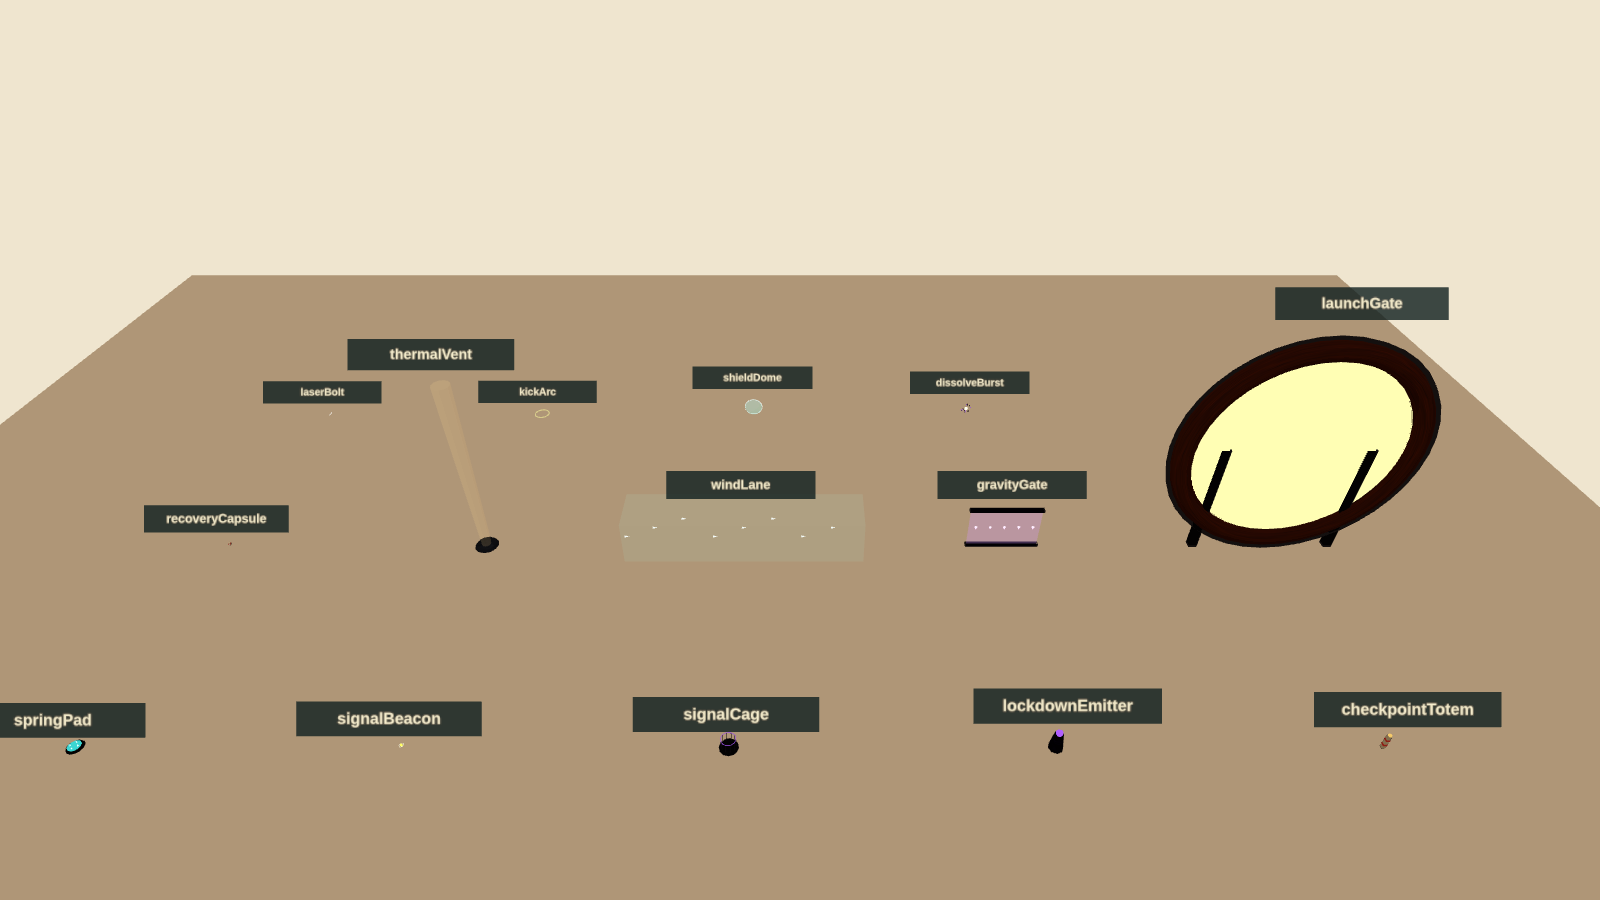 launchGate
thermalVent
laserBolt
kickArc
shieldDome
dissolveBurst
windLane
gravityGate
recoveryCapsule
springPad
signalBeacon
signalCage
lockdownEmitter
checkpointTotem